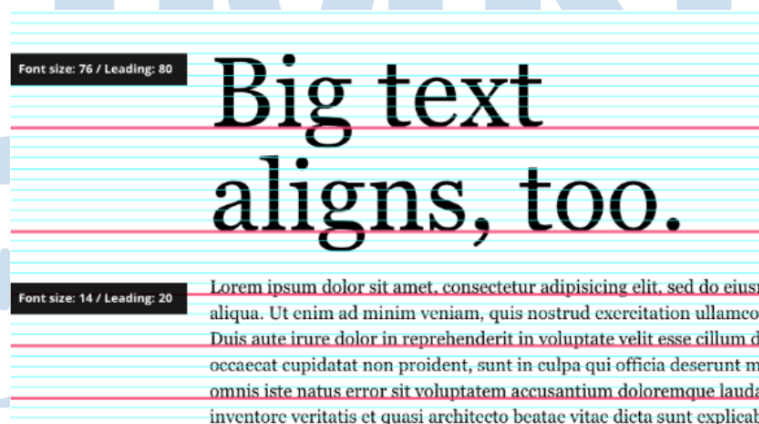 Font size: 76 / Leading: 80
Big text
aligns, too.
Font size: 14 / Leading: 20
Lorem ipsum dolor sit amet, consectetur adipisicing elit, sed do eius
aliqua. Ut enim ad minim veniam, quis nostrud exercitation ullamco
Duis aute irure dolor in reprehenderit in voluptate velit esse cillum d
occaecat cupidatat non proident, sunt in culpa qui officia deserunt m
omnis iste natus error sit voluptatem accusantium doloremque lauda
inventore veritatis et quasi architecto beatae vitae dicta sunt explicab